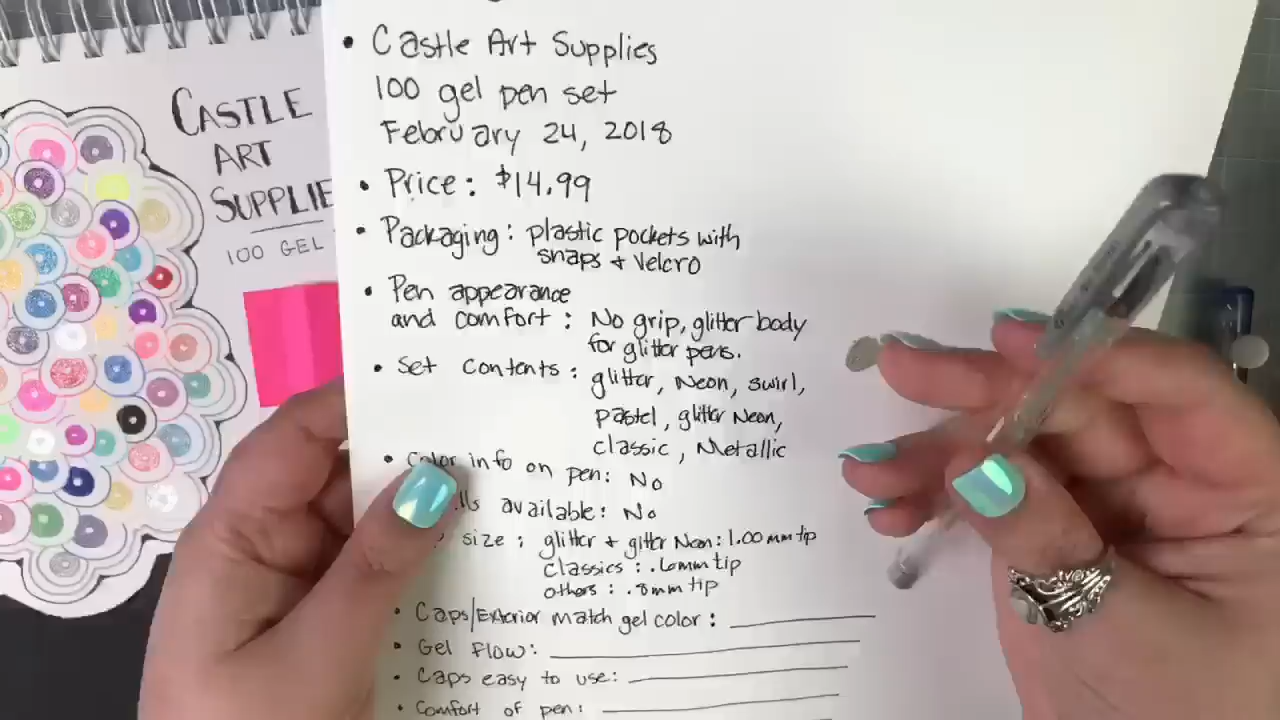 CASTLE
ART
SUPPLIE
100 GEL
• Castle Art Supplies
100 gel pen set
February 24, 2018
• Price: $14.99
• Packaging: plastic pockets with
snaps + Velcro
• Pen appearance
and comfort: No grip, glitter body
for glitter pens.
• Set Contents: glitter, Neon, swirl,
Pastel, glitter Neon,
classic, Metallic
• Color info on pen: No
lls available: No
size: glitter + glitter Neon: 1.00 mm tip
Classics: .6mm tip
others: .8mm tip
• Caps/Exterior match gel color:
• Gel Flow:
• Caps easy to use:
• Comfort of pen: